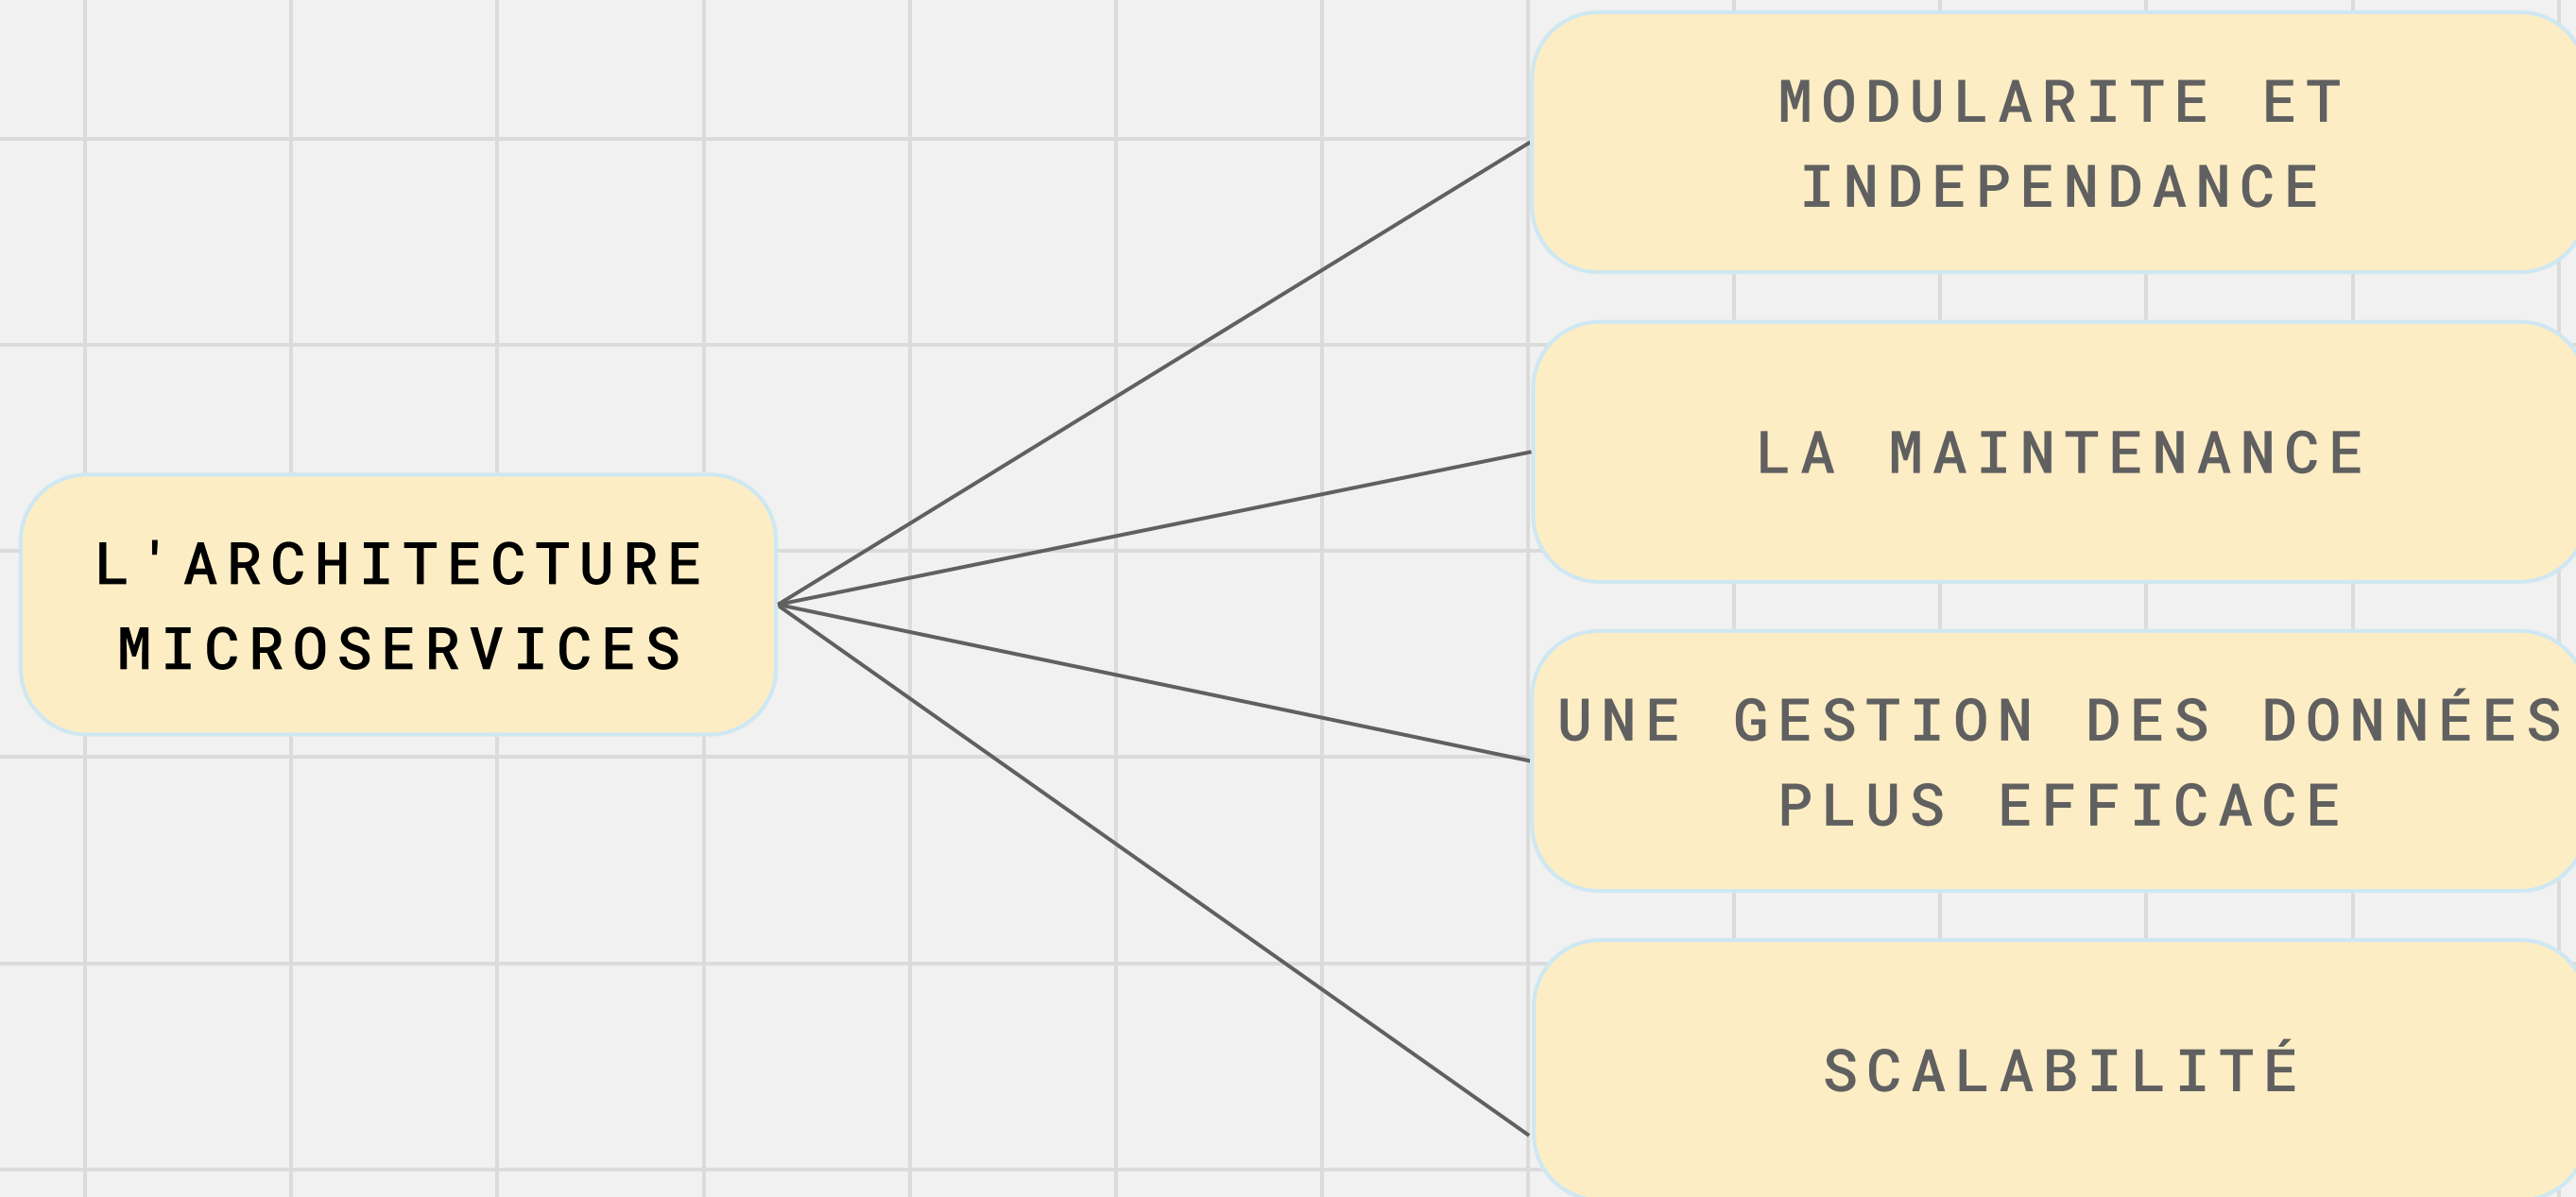 MODULARITE ET
INDEPENDANCE
LA MAINTENANCE
L'ARCHITECTURE
MICROSERVICES
UNE GESTION DES DONNÉES
PLUS EFFICACE
SCALABILITÉ